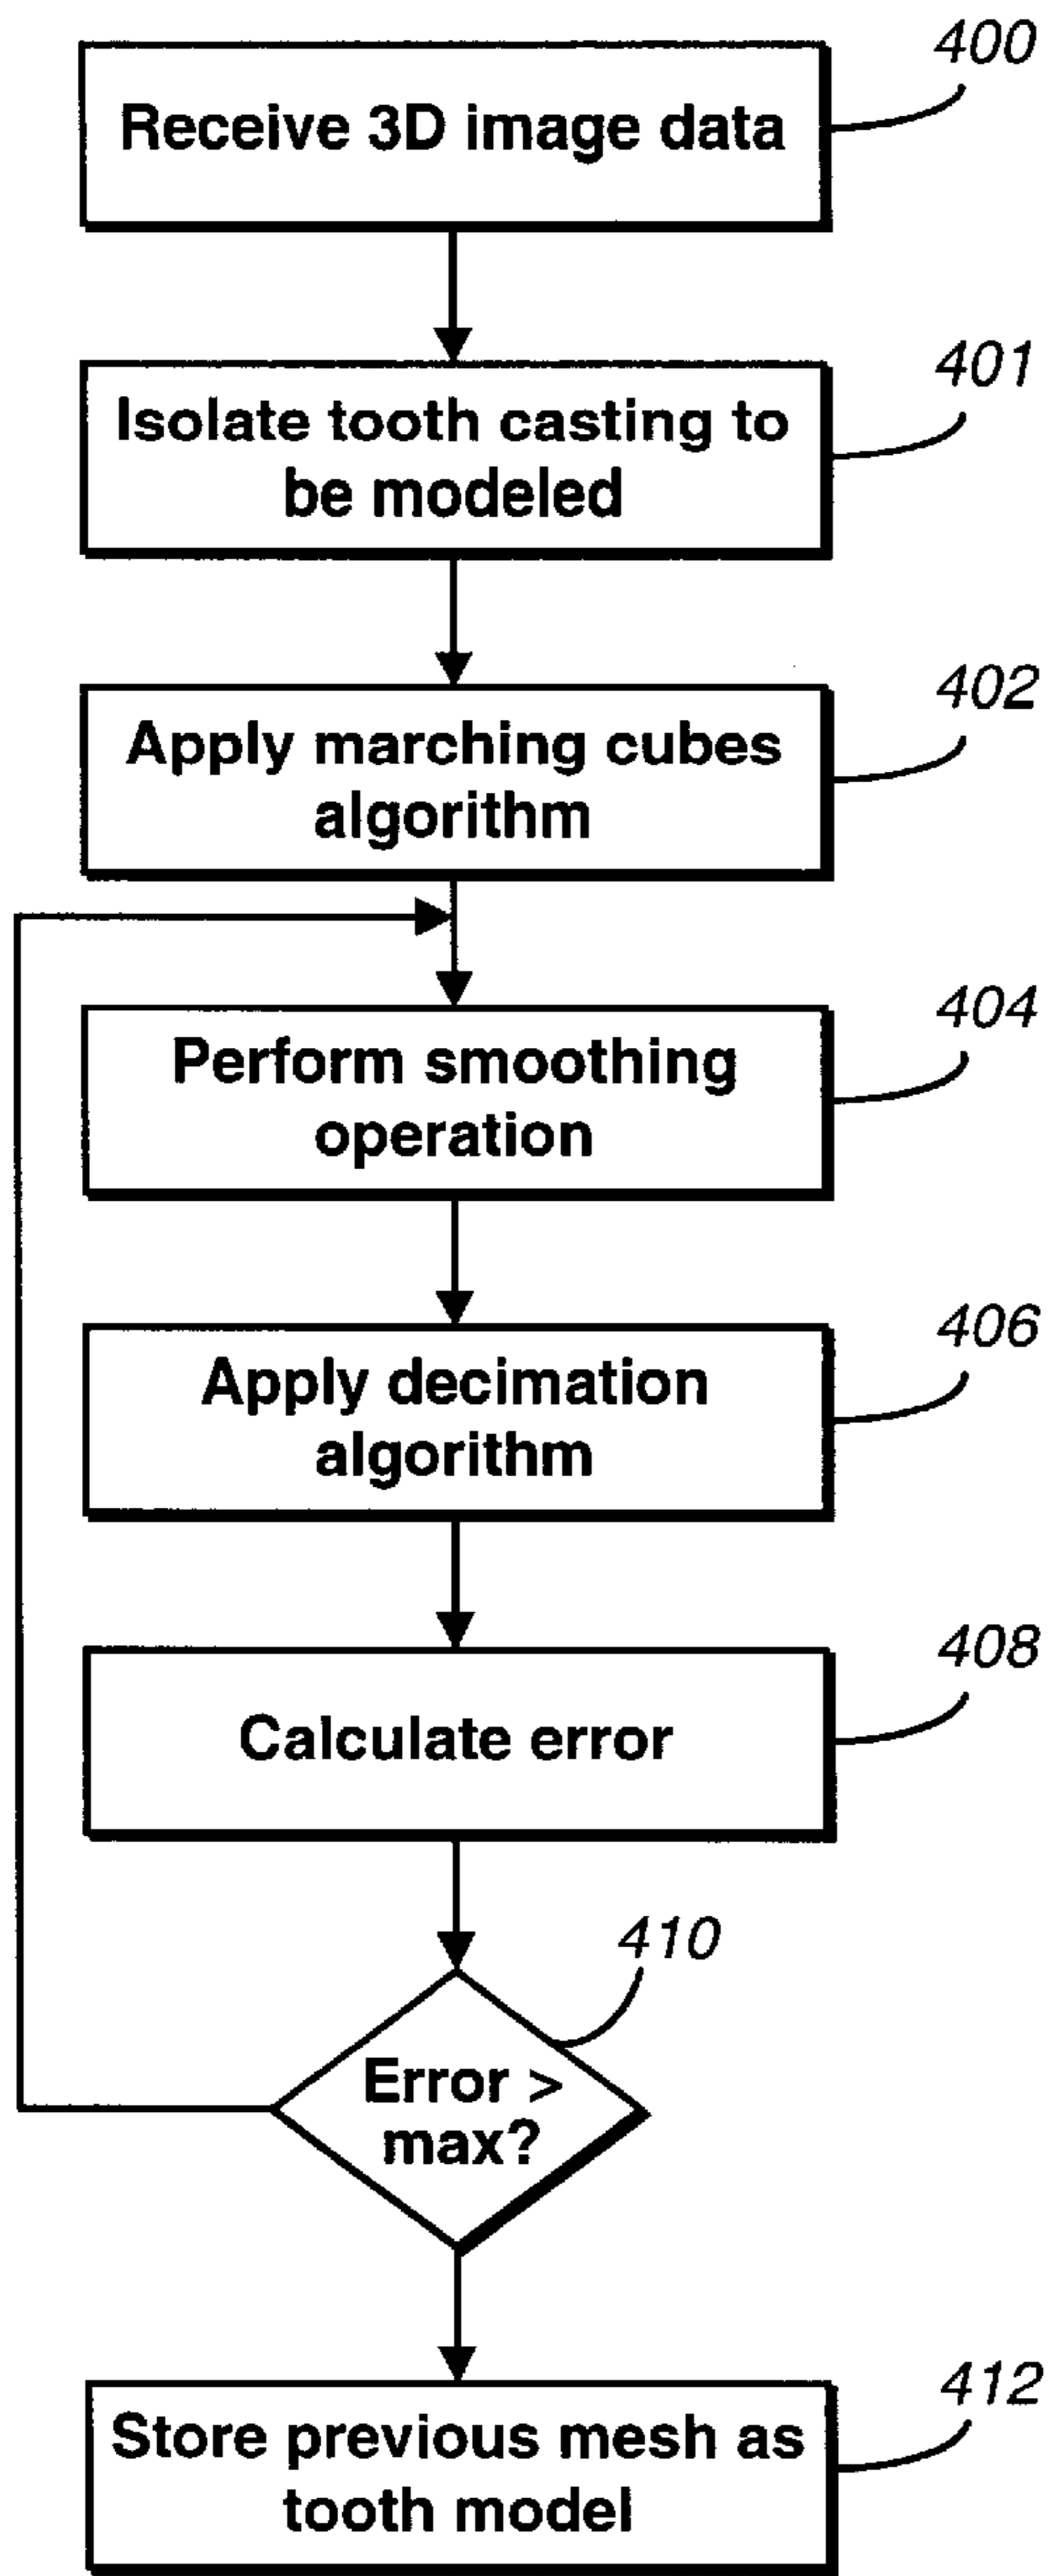 400
Receive 3D image data
401
Isolate tooth casting to
be modeled
402
Apply marching cubes
algorithm
404
Perform smoothing
operation
406
Apply decimation
algorithm
408
Calculate error
410
Error >
max?
412
Store previous mesh as
tooth model